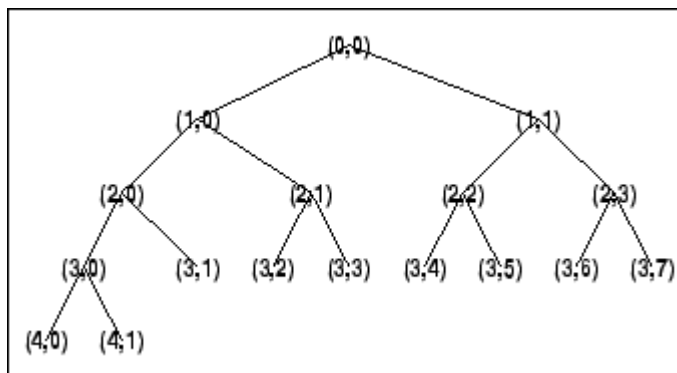 (0,0)
(1,0) (1,1)
(2,0) (2,1) (2,2) (2,3)
(3,0) (3,1) (3,2) (3,3) (3,4) (3,5) (3,6) (3,7)
(4,0) (4,1)